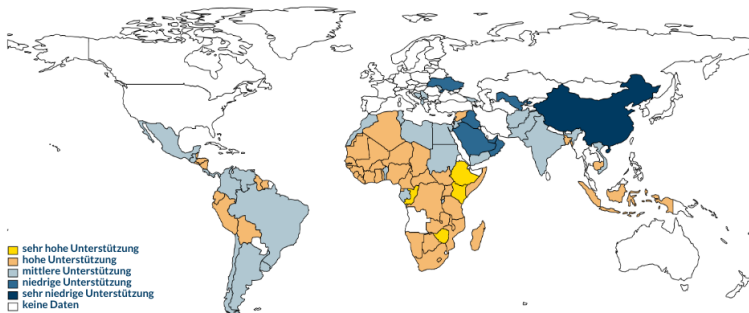 sehr hohe Unterstützung
hohe Unterstützung
mittlere Unterstützung
niedrige Unterstützung
sehr niedrige Unterstützung
keine Daten